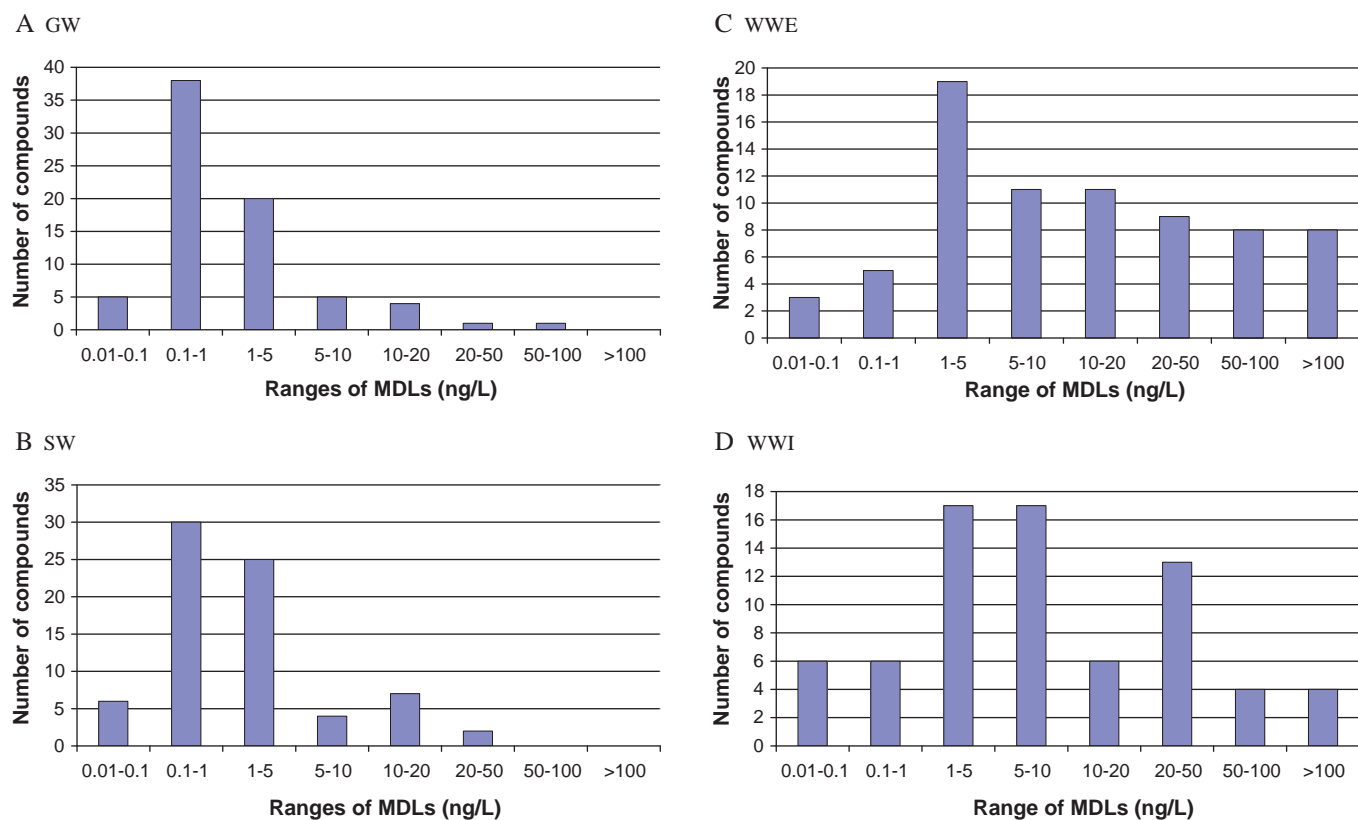 A GW
Number of compounds
40
35
30
25
20
15
10
5
0
0.01-0.1 0.1-1 1-5 5-10 10-20 20-50 50-100 >100
Ranges of MDLs (ng/L)
B SW
Number of compounds
35
30
25
20
15
10
5
0
0.01-0.1 0.1-1 1-5 5-10 10-20 20-50 50-100 >100
Ranges of MDLs (ng/L)
C WWE
Number of compounds
20
18
16
14
12
10
8
6
4
2
0
0.01-0.1 0.1-1 1-5 5-10 10-20 20-50 50-100 >100
Range of MDLs (ng/L)
D WWI
Number of compounds
18
16
14
12
10
8
6
4
2
0
0.01-0.1 0.1-1 1-5 5-10 10-20 20-50 50-100 >100
Range of MDLs (ng/L)